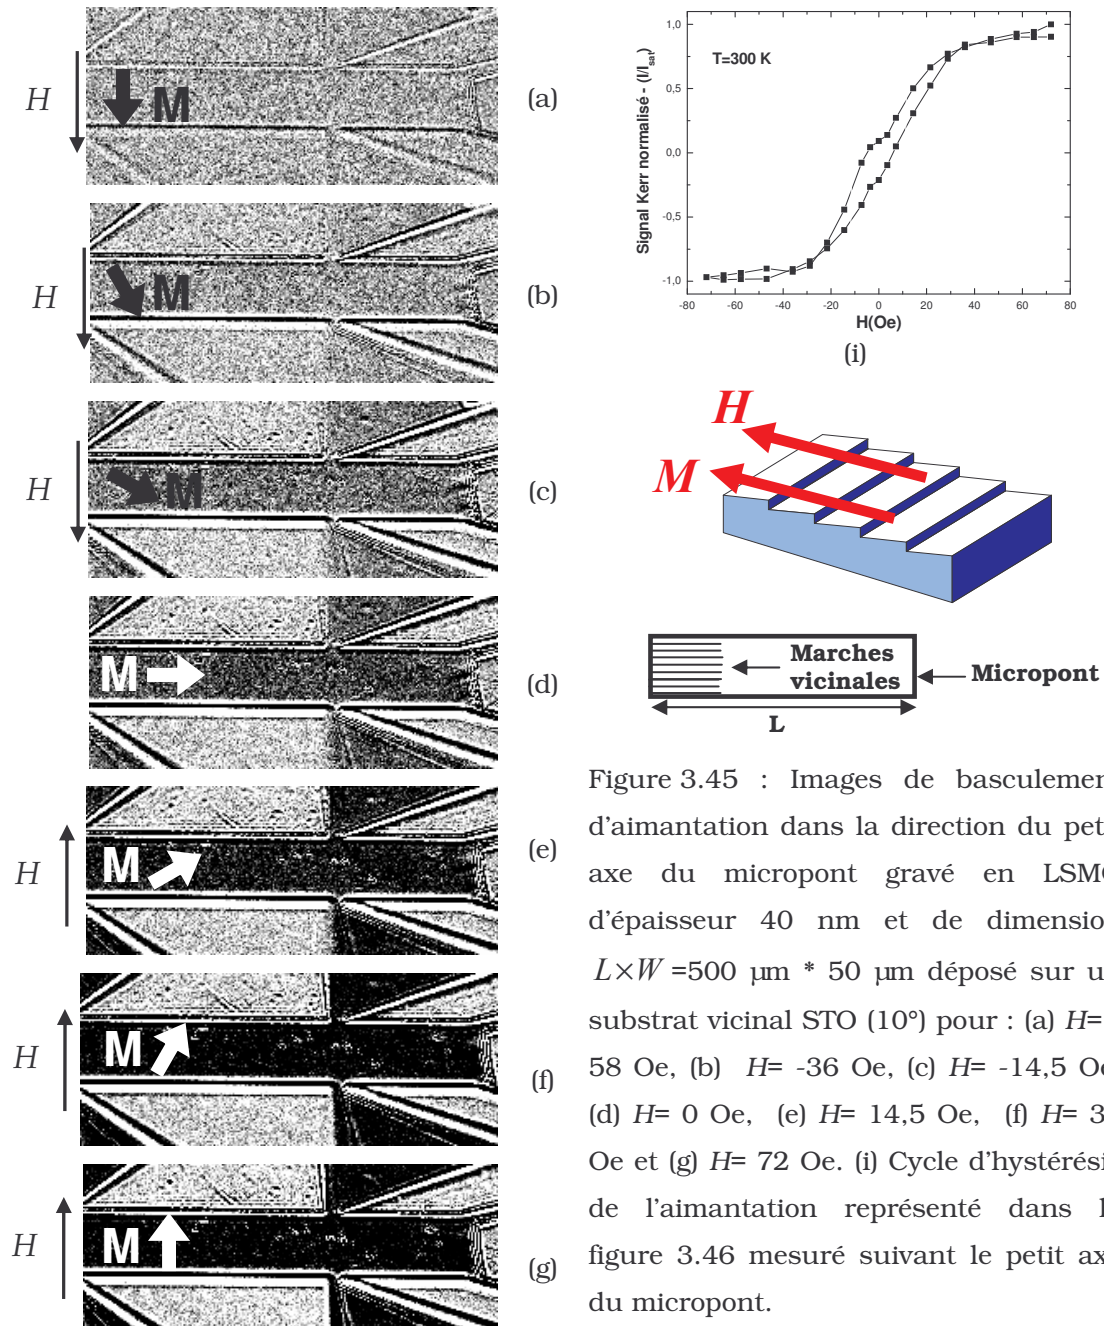 H
M
(a)
H
M
(b)
H
M
(c)
M
(d)
H
M
(e)
H
M
(f)
H
M
(g)
Signal Kerr normalisé - (I/I_sat)
1,0
0,5
0,0
-0,5
-1,0
T=300 K
-80 -60 -40 -20 0 20 40 60 80
H(Oe)
(i)
H
M
Marches
vicinales
Micropont
L
Figure 3.45 : Images de basculemen
d'aimantation dans la direction du pet
axe du micropont gravé en LSM
d'épaisseur 40 nm et de dimension
L×W =500 µm * 50 µm déposé sur u
substrat vicinal STO (10°) pour : (a) H=
58 Oe, (b) H= -36 Oe, (c) H= -14,5 O
(d) H= 0 Oe, (e) H= 14,5 Oe, (f) H= 3
Oe et (g) H= 72 Oe. (i) Cycle d'hystérési
de l'aimantation représenté dans l
figure 3.46 mesuré suivant le petit ax
du micropont.